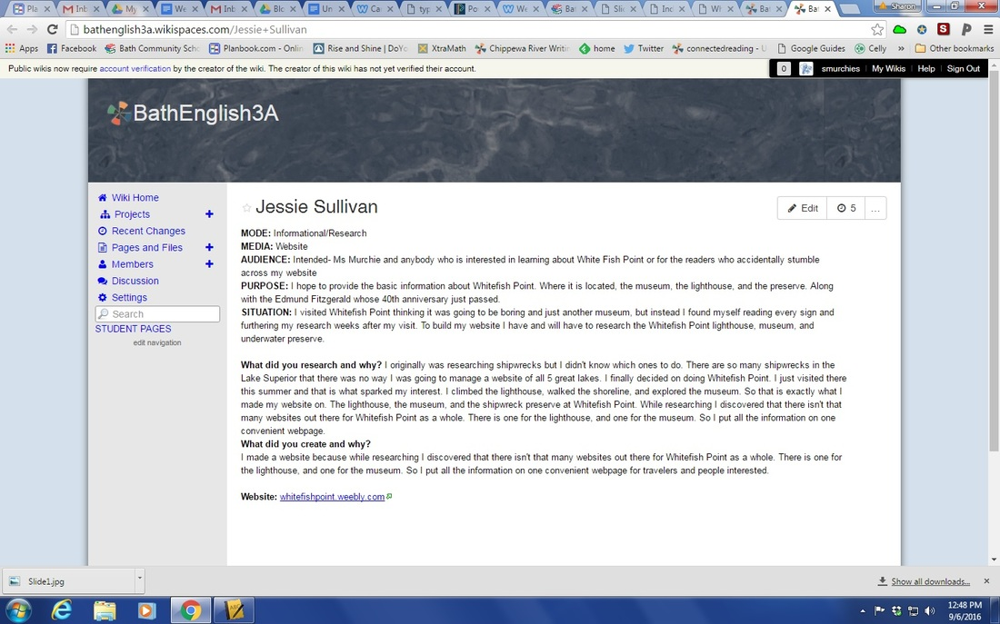 Pla
Inb
Inb
My
We
Inb
Blo
Un
Ca
typ
Po
We
Bat
Slic
Inc
Wl
Bat
Bat
Sharon
bathenglish3a.wikispaces.com/Jessie+Sullivan
Apps Facebook Bath Community Scho Planbook.com - Onlin Rise and Shine | DoYo XtraMath Chippewa River Writin home Twitter connectedreading - U Google Guides Celly » Other bookmarks
Public wikis now require account verification by the creator of the wiki. The creator of this wiki has not yet verified their account.
0 smurchies My Wikis Help Sign Out
BathEnglish3A
Wiki Home
Projects
Recent Changes
Pages and Files
Members
Discussion
Settings
Search
STUDENT PAGES
edit navigation
Jessie Sullivan
Edit 5 ...
MODE: Informational/Research
MEDIA: Website
AUDIENCE: Intended- Ms Murchie and anybody who is interested in learning about White Fish Point or for the readers who accidentally stumble
across my website
PURPOSE: I hope to provide the basic information about Whitefish Point. Where it is located, the museum, the lighthouse, and the preserve. Along
with the Edmund Fitzgerald whose 40th anniversary just passed.
SITUATION: I visited Whitefish Point thinking it was going to be boring and just another museum, but instead I found myself reading every sign and
furthering my research weeks after my visit. To build my website I have and will have to research the Whitefish Point lighthouse, museum, and
underwater preserve.
What did you research and why? I originally was researching shipwrecks but I didn't know which ones to do. There are so many shipwrecks in the
Lake Superior that there was no way I was going to manage a website of all 5 great lakes. I finally decided on doing Whitefish Point. I just visited there
this summer and that is what sparked my interest. I climbed the lighthouse, walked the shoreline, and explored the museum. So that is exactly what I
made my website on. The lighthouse, the museum, and the shipwreck preserve at Whitefish Point. While researching I discovered that there isn't that
many websites out there for Whitefish Point as a whole. There is one for the lighthouse, and one for the museum. So I put all the information on one
convenient webpage.
What did you create and why?
I made a website because while researching I discovered that there isn't that many websites out there for Whitefish Point as a whole. There is one for
the lighthouse, and one for the museum. So I put all the information on one convenient webpage for travelers and people interested.
Website: whitefishpoint.weebly.com
Slide1.jpg
Show all downloads...
12:48 PM
9/6/2016